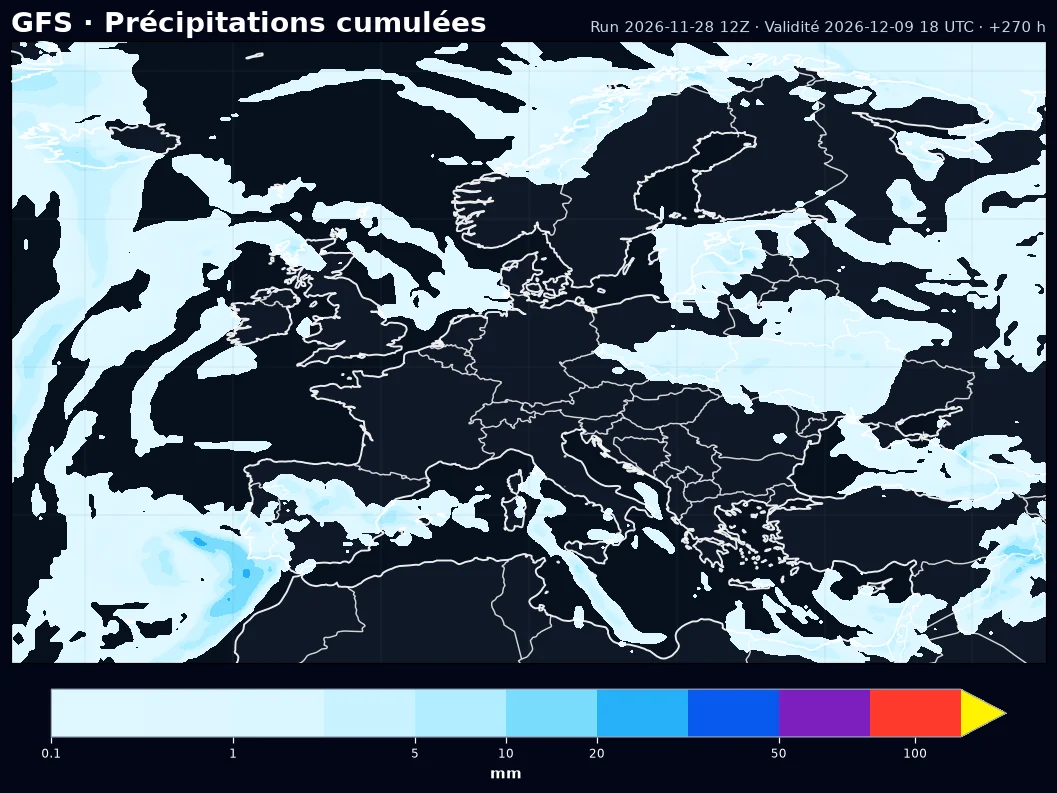 GFS · Précipitations cumulées
Run 2026-11-28 12Z · Validité 2026-12-09 18 UTC · +270 h
0.1 1 5 10 20 50 100
mm